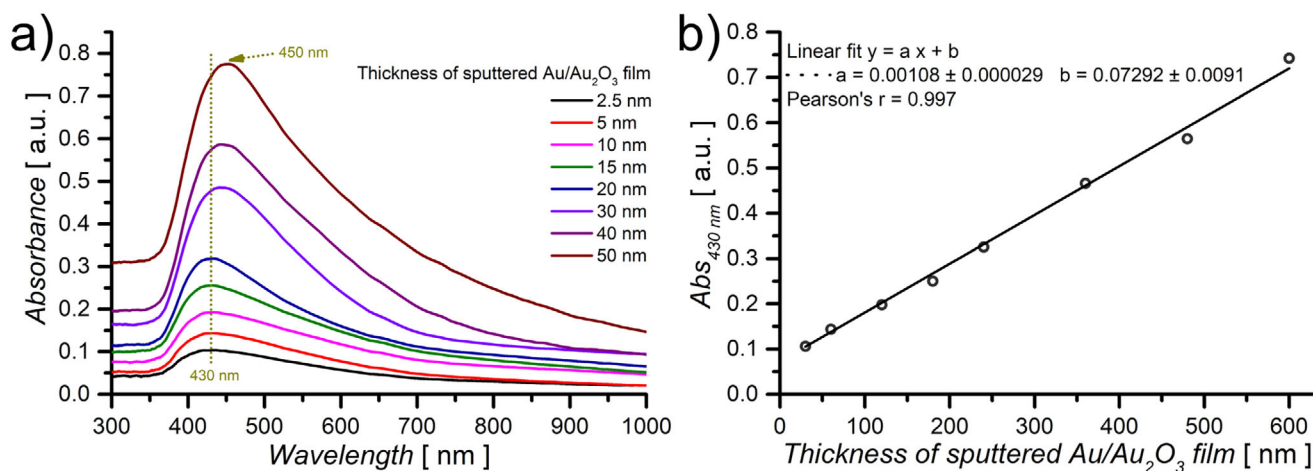 a)
450 nm
Thickness of sputtered Au/Au₂O₃ film
2.5 nm
5 nm
10 nm
15 nm
20 nm
30 nm
40 nm
50 nm
430 nm
Absorbance [ a.u. ]
0.8
0.7
0.6
0.5
0.4
0.3
0.2
0.1
0.0
300 400 500 600 700 800 900 1000
Wavelength [ nm ]
b)
Linear fit y = a x + b
a = 0.00108 ± 0.000029 b = 0.07292 ± 0.0091
Pearson's r = 0.997
Abs₄₃₀ ₙₘ [ a.u. ]
0.8
0.7
0.6
0.5
0.4
0.3
0.2
0.1
0.0
0 100 200 300 400 500 600
Thickness of sputtered Au/Au₂O₃ film [ nm ]